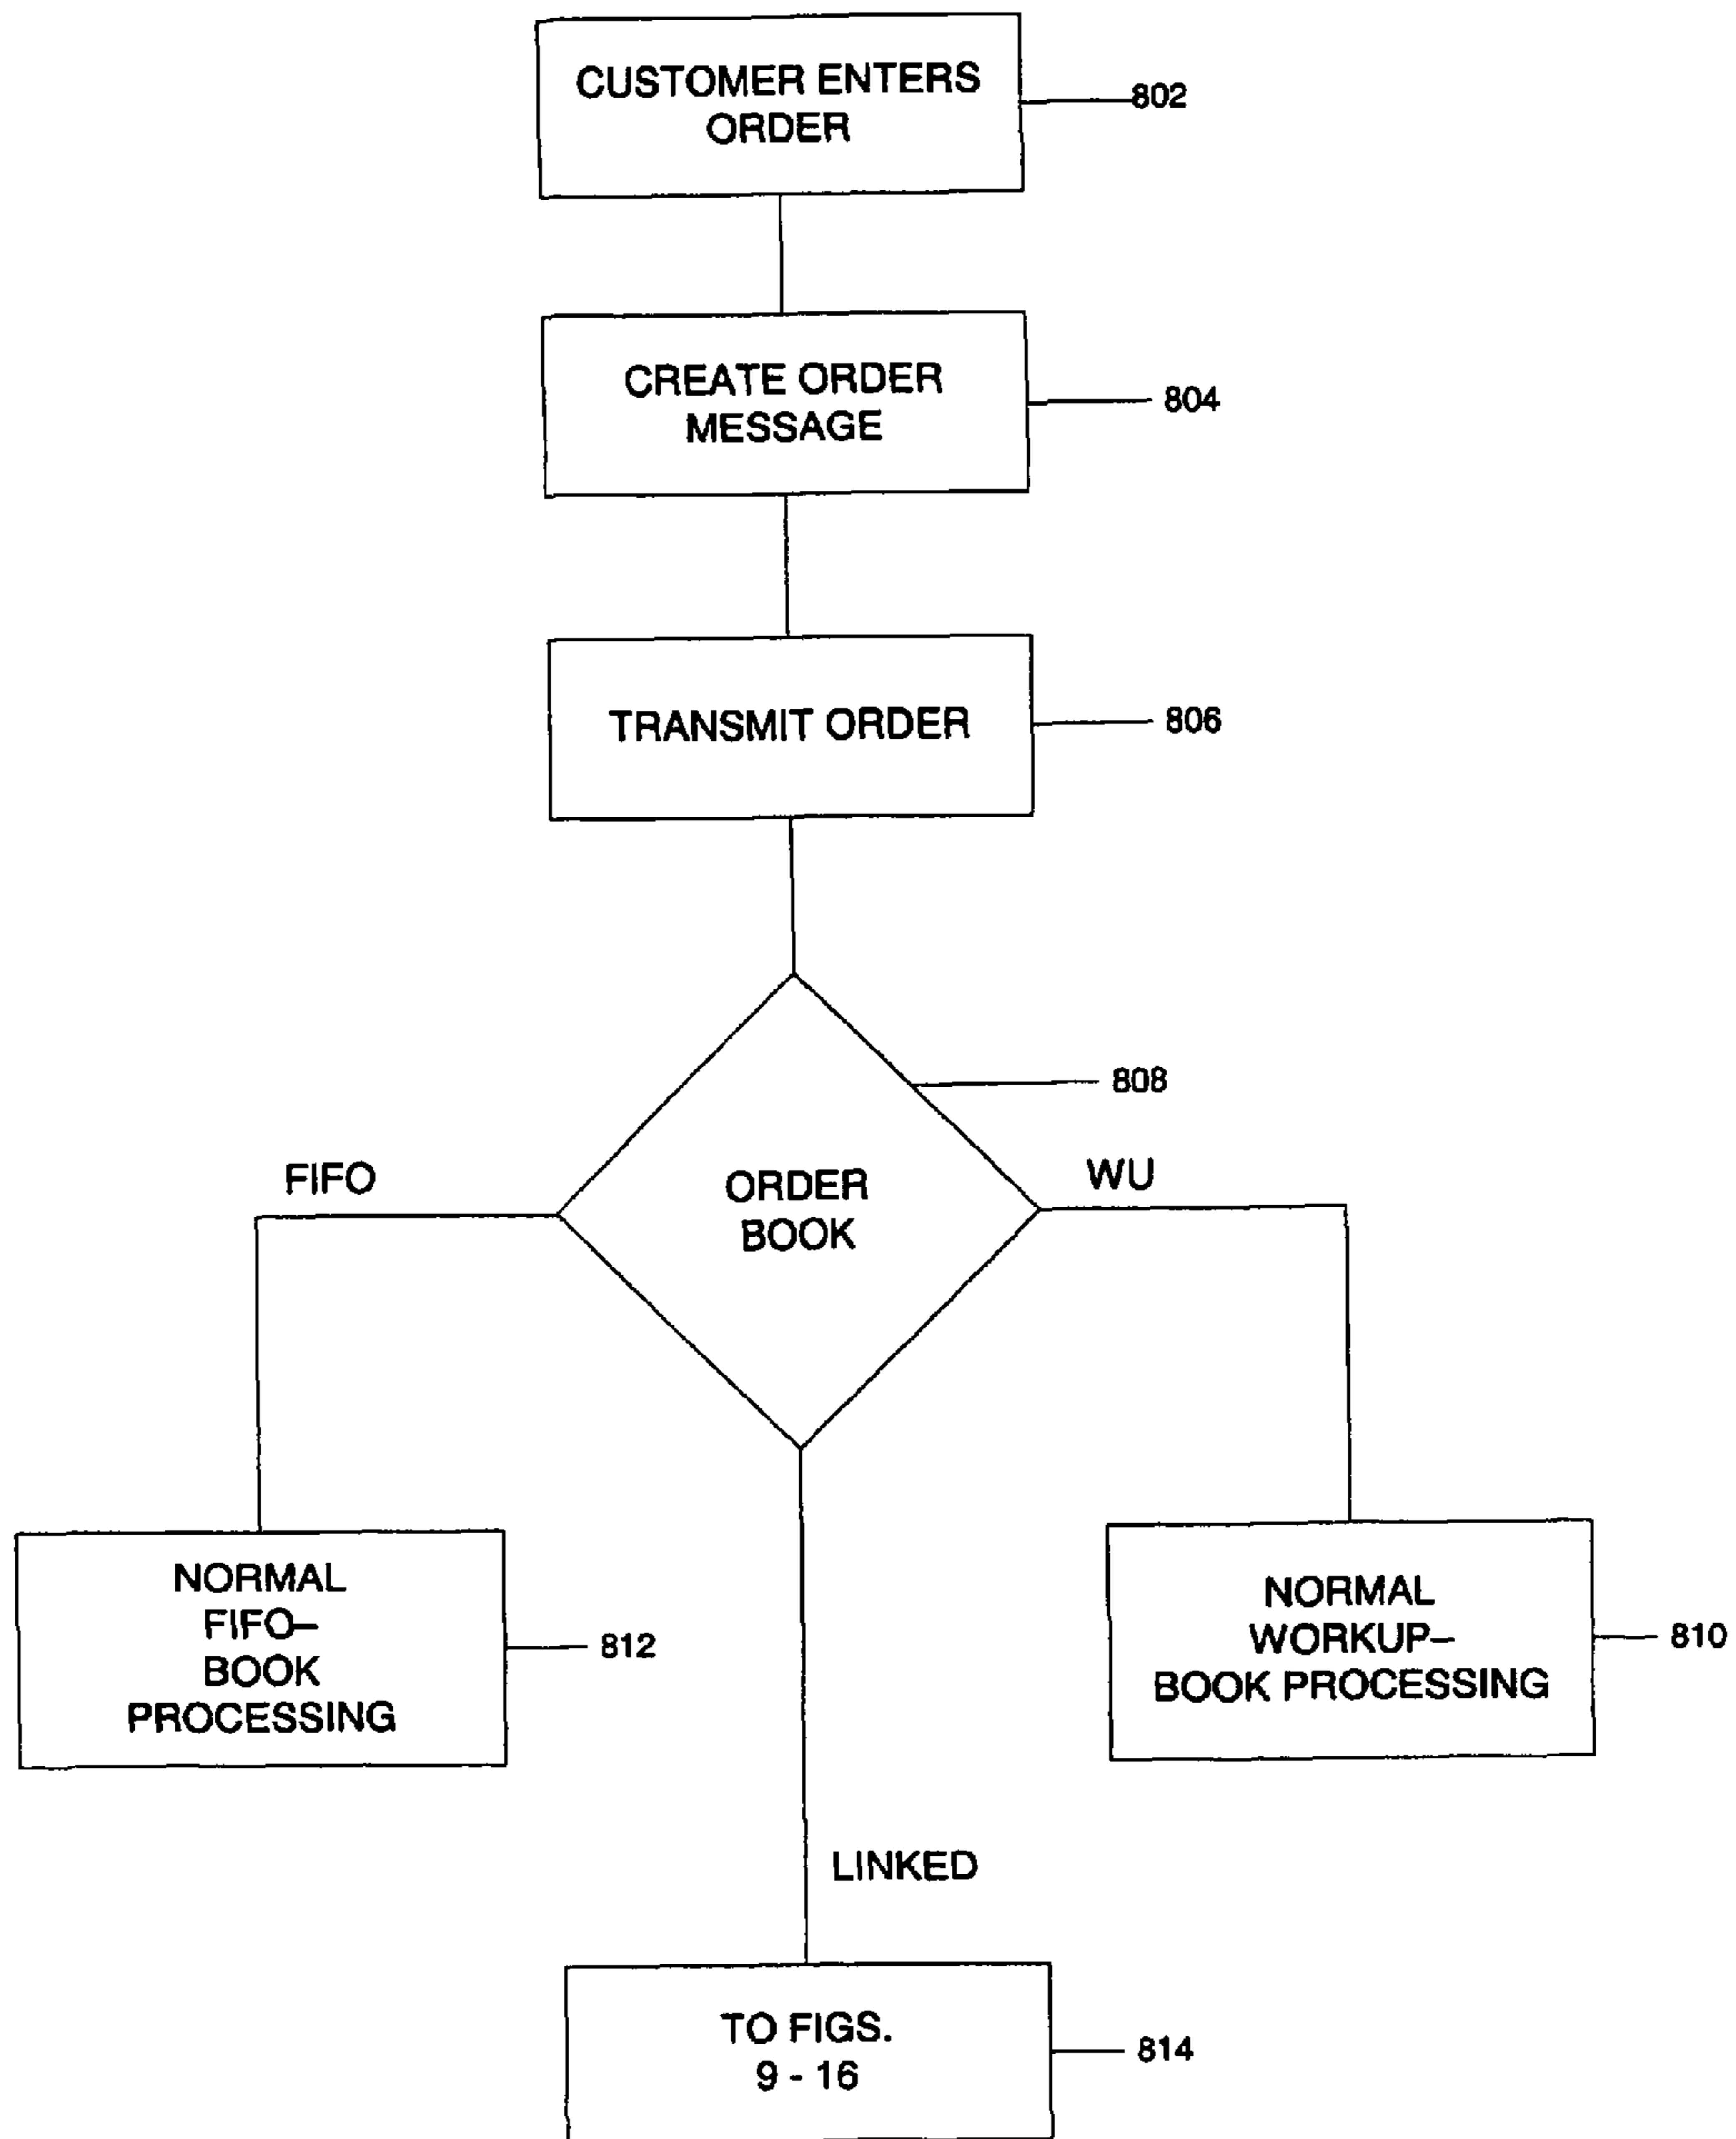 CUSTOMER ENTERS
ORDER
802
CREATE ORDER
MESSAGE
804
TRANSMIT ORDER
806
808
FIFO
ORDER
BOOK
WU
NORMAL
FIFO–
BOOK
PROCESSING
812
NORMAL
WORKUP–
BOOK PROCESSING
810
LINKED
TO FIGS.
9 - 16
814